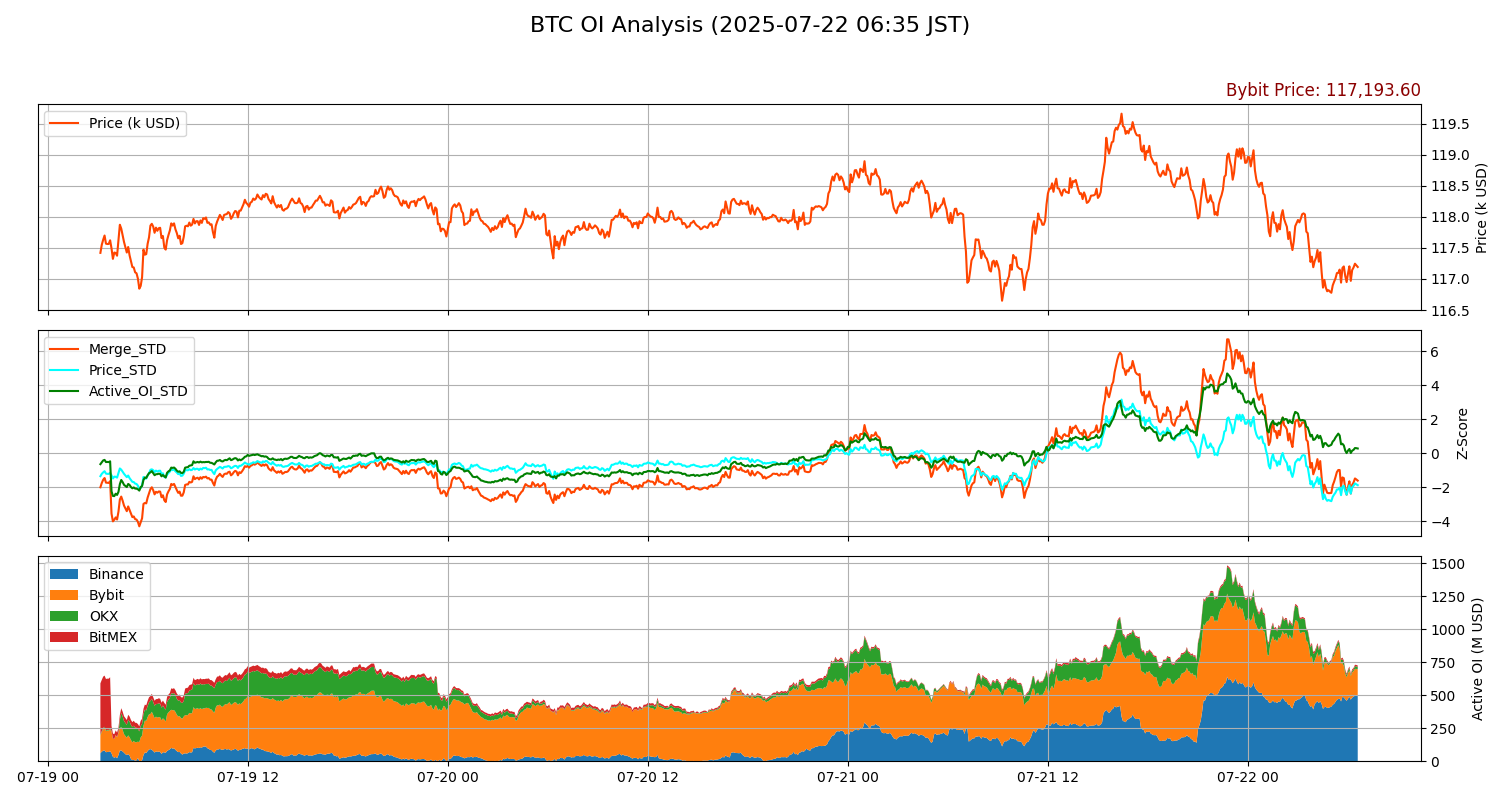 BTC OI Analysis (2025-07-22 06:35 JST)
Bybit Price: 117,193.60
Price (k USD)
119.5
119.0
118.5
118.0
117.5
117.0
116.5
Price (k USD)
Merge_STD
Price_STD
Active_OI_STD
6
4
2
0
−2
−4
Z-Score
Binance
Bybit
OKX
BitMEX
1500
1250
1000
750
500
250
0
Active OI (M USD)
07-19 00
07-19 12
07-20 00
07-20 12
07-21 00
07-21 12
07-22 00